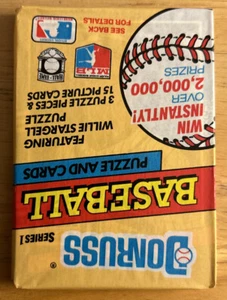 DONRUSS®
SERIES 1
BASEBALL
PUZZLE AND CARDS
WIN
INSTANTLY!
OVER
2,000,000
PRIZES
FEATURING
WILLIE STARGELL
PUZZLE
3 PUZZLE PIECES &
15 PICTURE CARDS
SEE BACK
FOR DETAILS